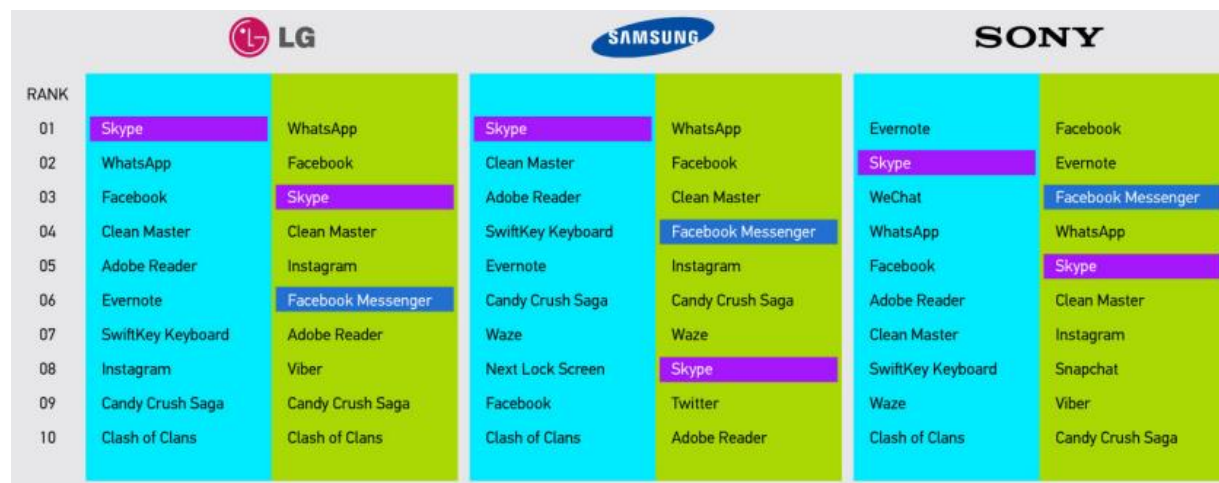 LG SAMSUNG SONY
RANK
01 Skype WhatsApp Skype WhatsApp Evernote Facebook
02 WhatsApp Facebook Clean Master Facebook Skype Evernote
03 Facebook Skype Adobe Reader Clean Master WeChat Facebook Messenger
04 Clean Master Clean Master SwiftKey Keyboard Facebook Messenger WhatsApp WhatsApp
05 Adobe Reader Instagram Evernote Instagram Facebook Skype
06 Evernote Facebook Messenger Candy Crush Saga Candy Crush Saga Adobe Reader Clean Master
07 SwiftKey Keyboard Adobe Reader Waze Waze Clean Master Instagram
08 Instagram Viber Next Lock Screen Skype SwiftKey Keyboard Snapchat
09 Candy Crush Saga Candy Crush Saga Facebook Twitter Waze Viber
10 Clash of Clans Clash of Clans Clash of Clans Adobe Reader Clash of Clans Candy Crush Saga